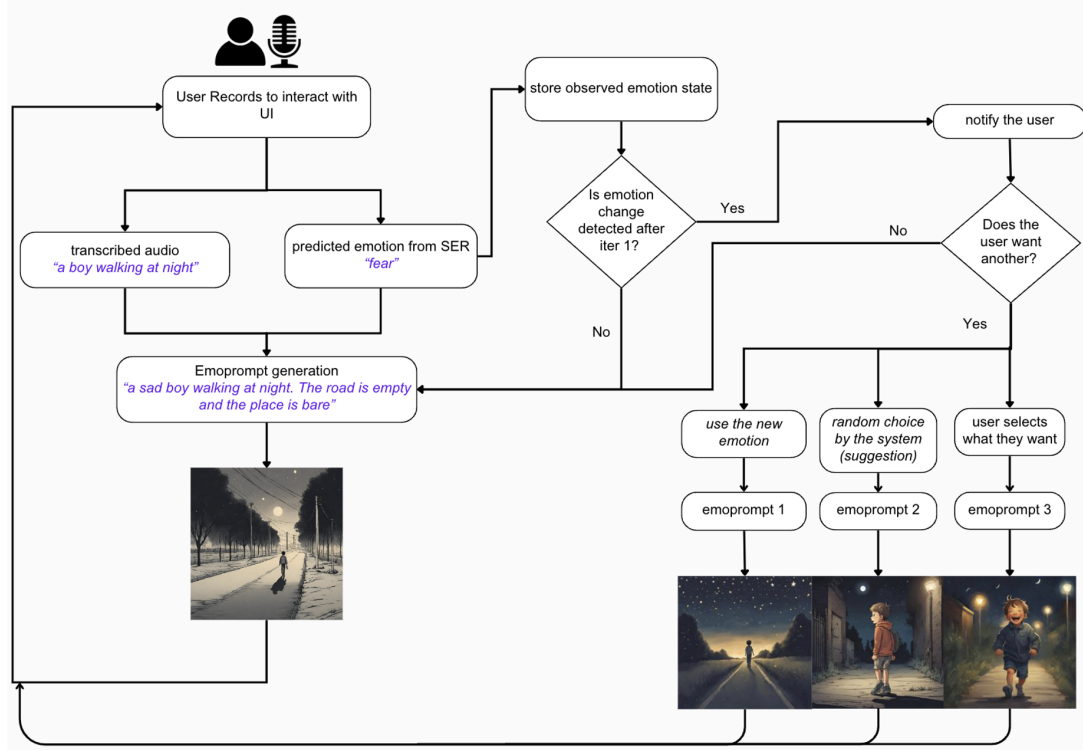 User Records to interact with
UI
store observed emotion state
notify the user
Is emotion
change
detected after
iter 1?
Yes
No
Does the
user want
another?
No
Yes
transcribed audio
“a boy walking at night”
predicted emotion from SER
“fear”
Emoprompt generation
“a sad boy walking at night. The road is empty
and the place is bare”
use the new
emotion
random choice
by the system
(suggestion)
user selects
what they want
emoprompt 1
emoprompt 2
emoprompt 3